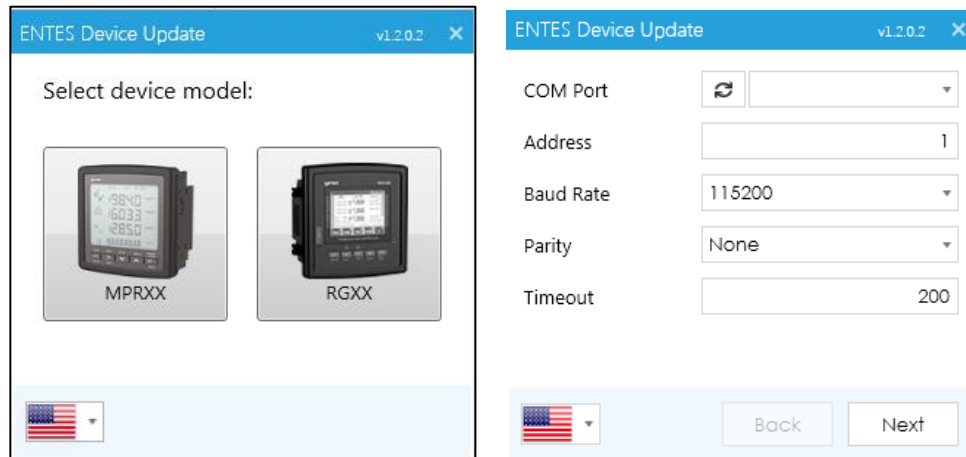 ENTES Device Update v1.2.0.2
Select device model:
MPRXX RGXX
ENTES Device Update v1.2.0.2
COM Port
Address 1
Baud Rate 115200
Parity None
Timeout 200
Back Next